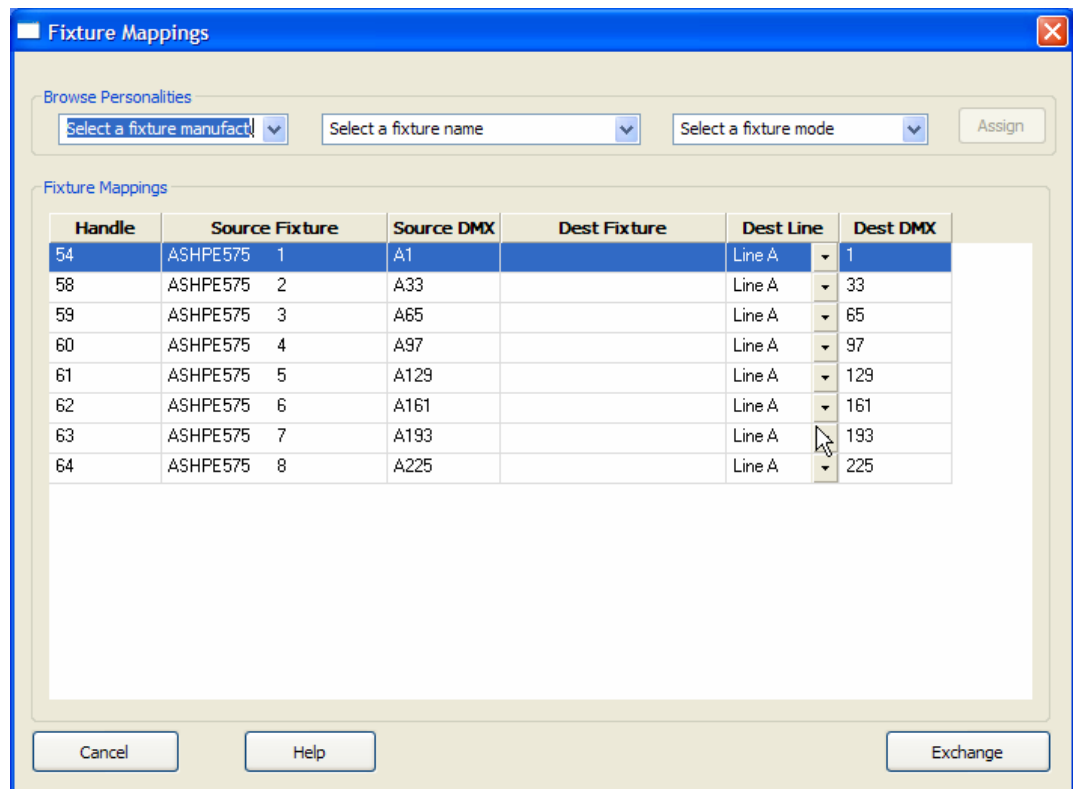 Fixture Mappings
Browse Personalities
Select a fixture manufact
Select a fixture name
Select a fixture mode
Assign
Fixture Mappings
Handle Source Fixture Source DMX Dest Fixture Dest Line Dest DMX
54 ASHPE575 1 A1 Line A 1
58 ASHPE575 2 A33 Line A 33
59 ASHPE575 3 A65 Line A 65
60 ASHPE575 4 A97 Line A 97
61 ASHPE575 5 A129 Line A 129
62 ASHPE575 6 A161 Line A 161
63 ASHPE575 7 A193 Line A 193
64 ASHPE575 8 A225 Line A 225
Cancel
Help
Exchange